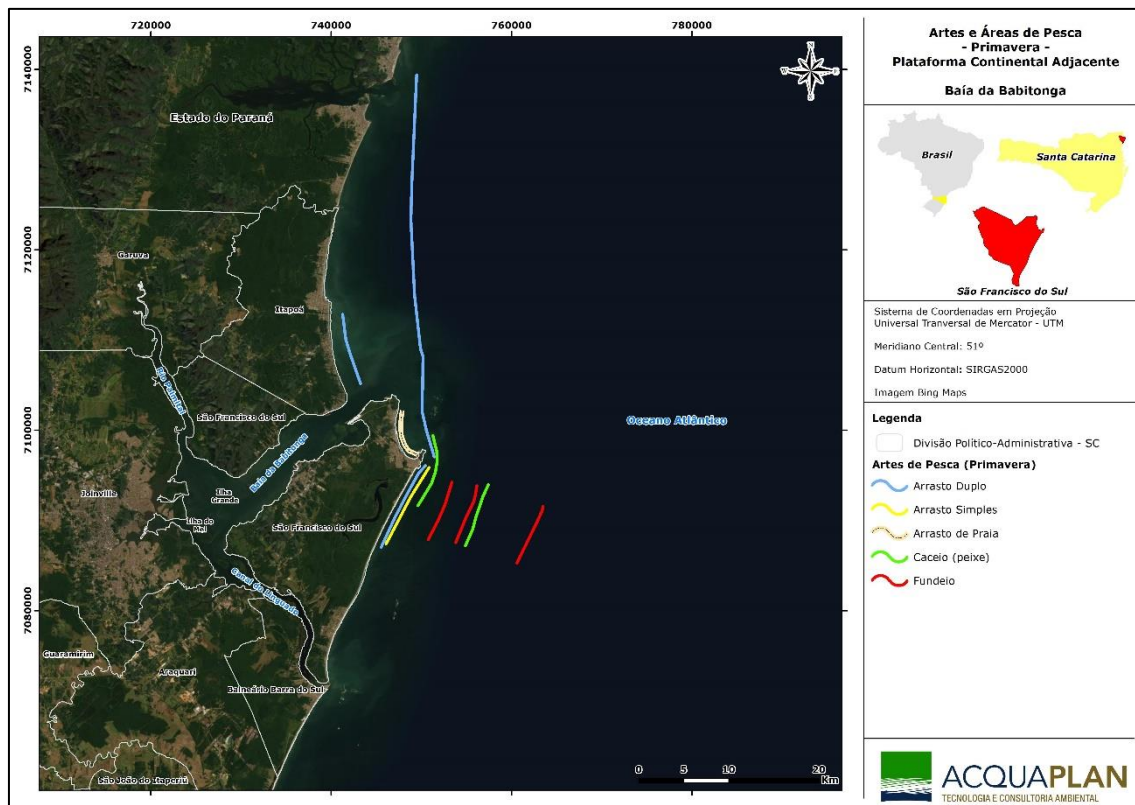 720000
740000
760000
780000
7140000
7120000
7100000
7080000
N
W
E
S
Estado do Paraná
Garuva
Itapoá
Rio Palmital
São Francisco do Sul
Baía da Babitonga
Oceano Atlântico
Joinville
Ilha
Grande
Ilha do
Mel
São Francisco do Sul
Canal do Linguado
Guaramirim
Araquari
Balneário Barra do Sul
São João do Itaperiú
0 5 10 20
Km
Artes e Áreas de Pesca
- Primavera -
Plataforma Continental Adjacente
Baía da Babitonga
Brasil
Santa Catarina
São Francisco do Sul
Sistema de Coordenadas em Projeção
Universal Tranversal de Mercator - UTM
Meridiano Central: 51º
Datum Horizontal: SIRGAS2000
Imagem Bing Maps
Legenda
Divisão Político-Administrativa - SC
Artes de Pesca (Primavera)
Arrasto Duplo
Arrasto Simples
Arrasto de Praia
Caceio (peixe)
Fundeio
ACQUAPLAN
TECNOLOGIA E CONSULTORIA AMBIENTAL